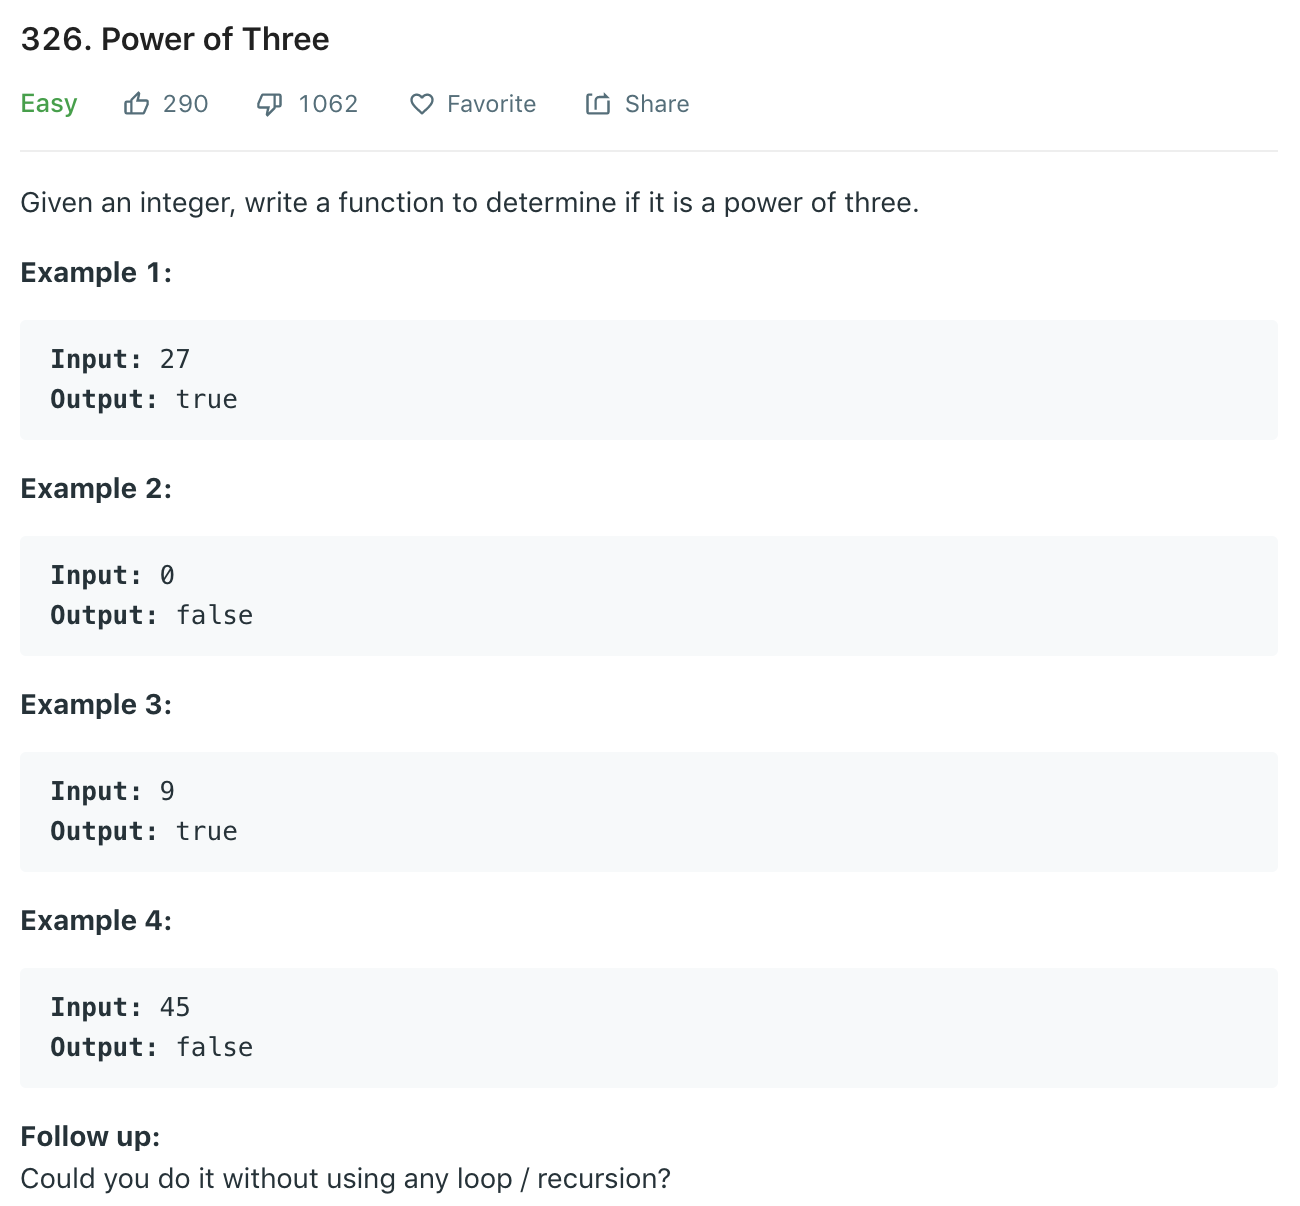 326. Power of Three
Easy 290 1062 Favorite Share
Given an integer, write a function to determine if it is a power of three.
Example 1:
Input: 27
Output: true
Example 2:
Input: 0
Output: false
Example 3:
Input: 9
Output: true
Example 4:
Input: 45
Output: false
Follow up:
Could you do it without using any loop / recursion?